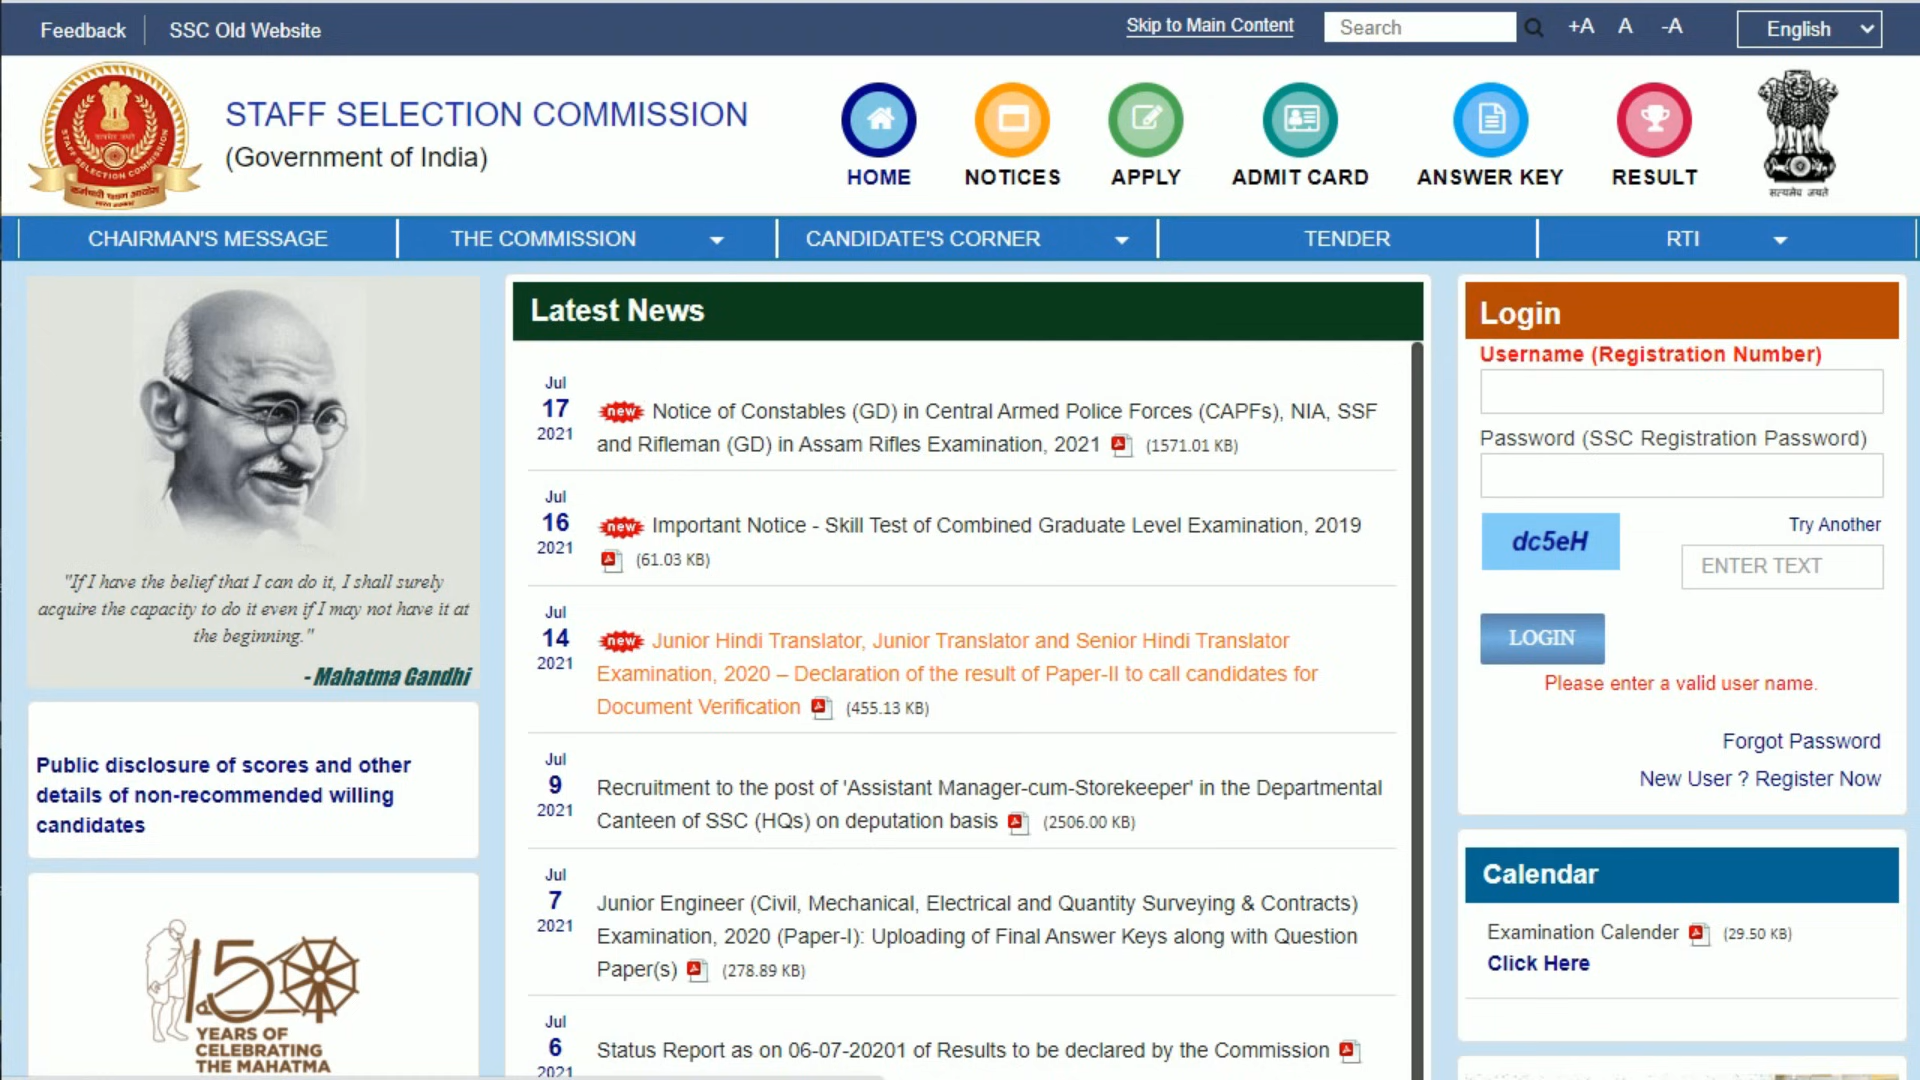 Feedback
SSC Old Website
Skip to Main Content
Search
+A A -A
English
STAFF SELECTION COMMISSION
(Government of India)
STAFF SELECTION COMMISSION
कर्मचारी चयन आयोग
भारत सरकार
HOME
NOTICES
APPLY
ADMIT CARD
ANSWER KEY
RESULT
सत्यमेव जयते
CHAIRMAN'S MESSAGE
THE COMMISSION
CANDIDATE'S CORNER
TENDER
RTI
"If I have the belief that I can do it, I shall surely
acquire the capacity to do it even if I may not have it at
the beginning."
- Mahatma Gandhi
Public disclosure of scores and other
details of non-recommended willing
candidates
150
YEARS OF
CELEBRATING
THE MAHATMA
Latest News
Jul
17
2021
new Notice of Constables (GD) in Central Armed Police Forces (CAPFs), NIA, SSF
and Rifleman (GD) in Assam Rifles Examination, 2021 (1571.01 KB)
Jul
16
2021
new Important Notice - Skill Test of Combined Graduate Level Examination, 2019
(61.03 KB)
Jul
14
2021
new Junior Hindi Translator, Junior Translator and Senior Hindi Translator
Examination, 2020 – Declaration of the result of Paper-II to call candidates for
Document Verification (455.13 KB)
Jul
9
2021
Recruitment to the post of 'Assistant Manager-cum-Storekeeper' in the Departmental
Canteen of SSC (HQs) on deputation basis (2506.00 KB)
Jul
7
2021
Junior Engineer (Civil, Mechanical, Electrical and Quantity Surveying & Contracts)
Examination, 2020 (Paper-I): Uploading of Final Answer Keys along with Question
Paper(s) (278.89 KB)
Jul
6
2021
Status Report as on 06-07-20201 of Results to be declared by the Commission
Login
Username (Registration Number)
Password (SSC Registration Password)
dc5eH
Try Another
ENTER TEXT
LOGIN
Please enter a valid user name.
Forgot Password
New User ? Register Now
Calendar
Examination Calender (29.50 KB)
Click Here